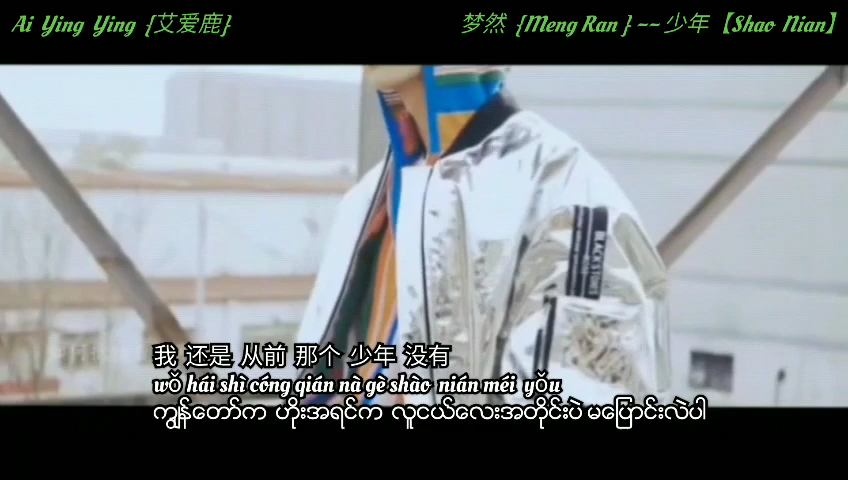 Ai Ying Ying {艾爱鹿}
梦然 {Meng Ran } -- 少年【Shao Nian】
BLACKSTORES
我 还是 从前 那个 少年 没有
wǒ hái shì cóng qián nà gè shào nián méi yǒu
ကျွန်တော်က ဟိုးအရင်က လူငယ်လေးအတိုင်းပဲ မပြောင်းလဲပါ